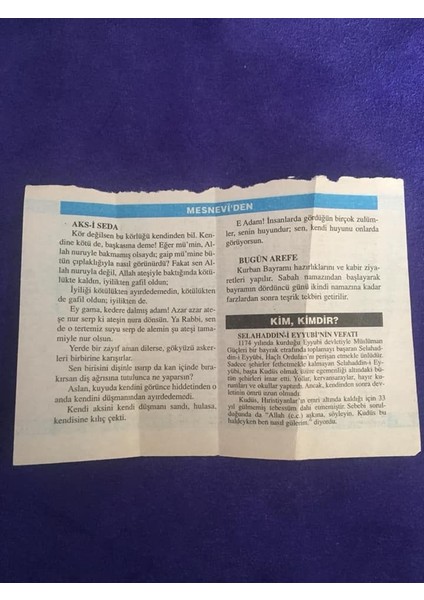 MESNEVİ'DEN
AKS-İ SEDA
Kör değilsen bu körlüğü kendinden bil. Ken-
dine kötü de, başkasına deme! Eğer mü'min, Al-
lah nuruyle bakmamış olsaydı; gaip mü'mine bü-
tün çıplaklığıyla nasıl görünürdü? Fakat sen Al-
lah nuruyla değil, Allah ateşiyle baktığında kötü-
lükte kaldın, iyilikten gafil oldun;
İyiliği kötülükten ayırdedemedin, kötülükten
de gafil oldun; iyilikten de.
Ey gama, kedere dalmış adam! Azar azar ate-
şe nur serp ki ateşin nura dönsün. Ya Rabbi, sen
de o tertemiz suyu serp de alemin şu ateşi tama-
miyle nur olsun.
Yerde bir zayıf aman dilerse, gökyüzü asker-
leri birbirine karışırlar.
Sen birisini dişinle ısırıp da kan içinde bıra-
kırsan diş ağrısına tutulunca ne yaparsın?
Aslan, kuyuda kendini görünce hiddetinden o
anda kendini düşmanından ayırdedemedi.
Kendi aksini kendi düşmanı sandı, hulasa,
kendisine kılıç çekti.
E Adam! İnsanlarda gördüğün birçok zulüm-
ler, senin huyundur; sen, kendi huyunu onlarda
görüyorsun.
BUGÜN AREFE
Kurban Bayramı hazırlıklarını ve kabir ziya-
retleri yapılır. Sabah namazından başlayarak
bayramın dördüncü günü ikindi namazına kadar
farzlardan sonra teşrik tekbiri getirilir.
KİM, KİMDİR?
SELAHADDİN-İ EYYUBİ'NİN VEFATI
1174 yılında kurduğu Eyyubi devletiyle Müslüman
Güçleri bir bayrak etrafında toplamayı başaran Selahad-
din-i Eyyübi, Haçlı Orduları'nı perişan etmekle ünlüdür.
Sadece şehirler fethetmekle kalmayan Selahaddin-i Ey-
yübi, başta Kudüs olmak üzere egemenliği altındaki bü-
tün şehirleri imar etti. Yollar, kervansaraylar, hayır ku-
rumları ve okullar yaptırdı. Ancak, kendinden sonra dev-
letinin ömrü uzun olmadı.
Kudüs, Hıristiyanlar'ın emri altında kaldığı için 33
yıl gülmemiş tebessüm dahi etmemiştir. Sebebi sorul-
duğunda da "Allah (c.c) aşkına, söyleyin, Kudüs bu
haldeyken ben nasıl gülerim," diyordu.